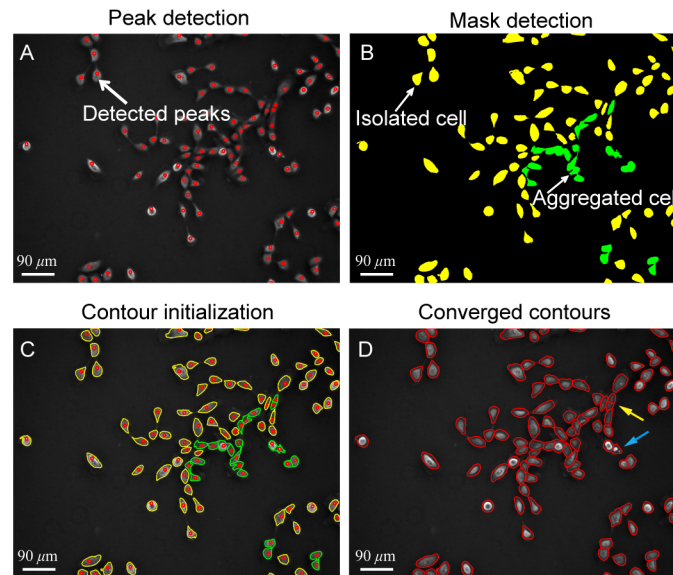 Peak detection
Mask detection
A
B
Detected peaks
Isolated cell
Aggregated cel
90 μm
90 μm
Contour initialization
Converged contours
C
D
90 μm
90 μm